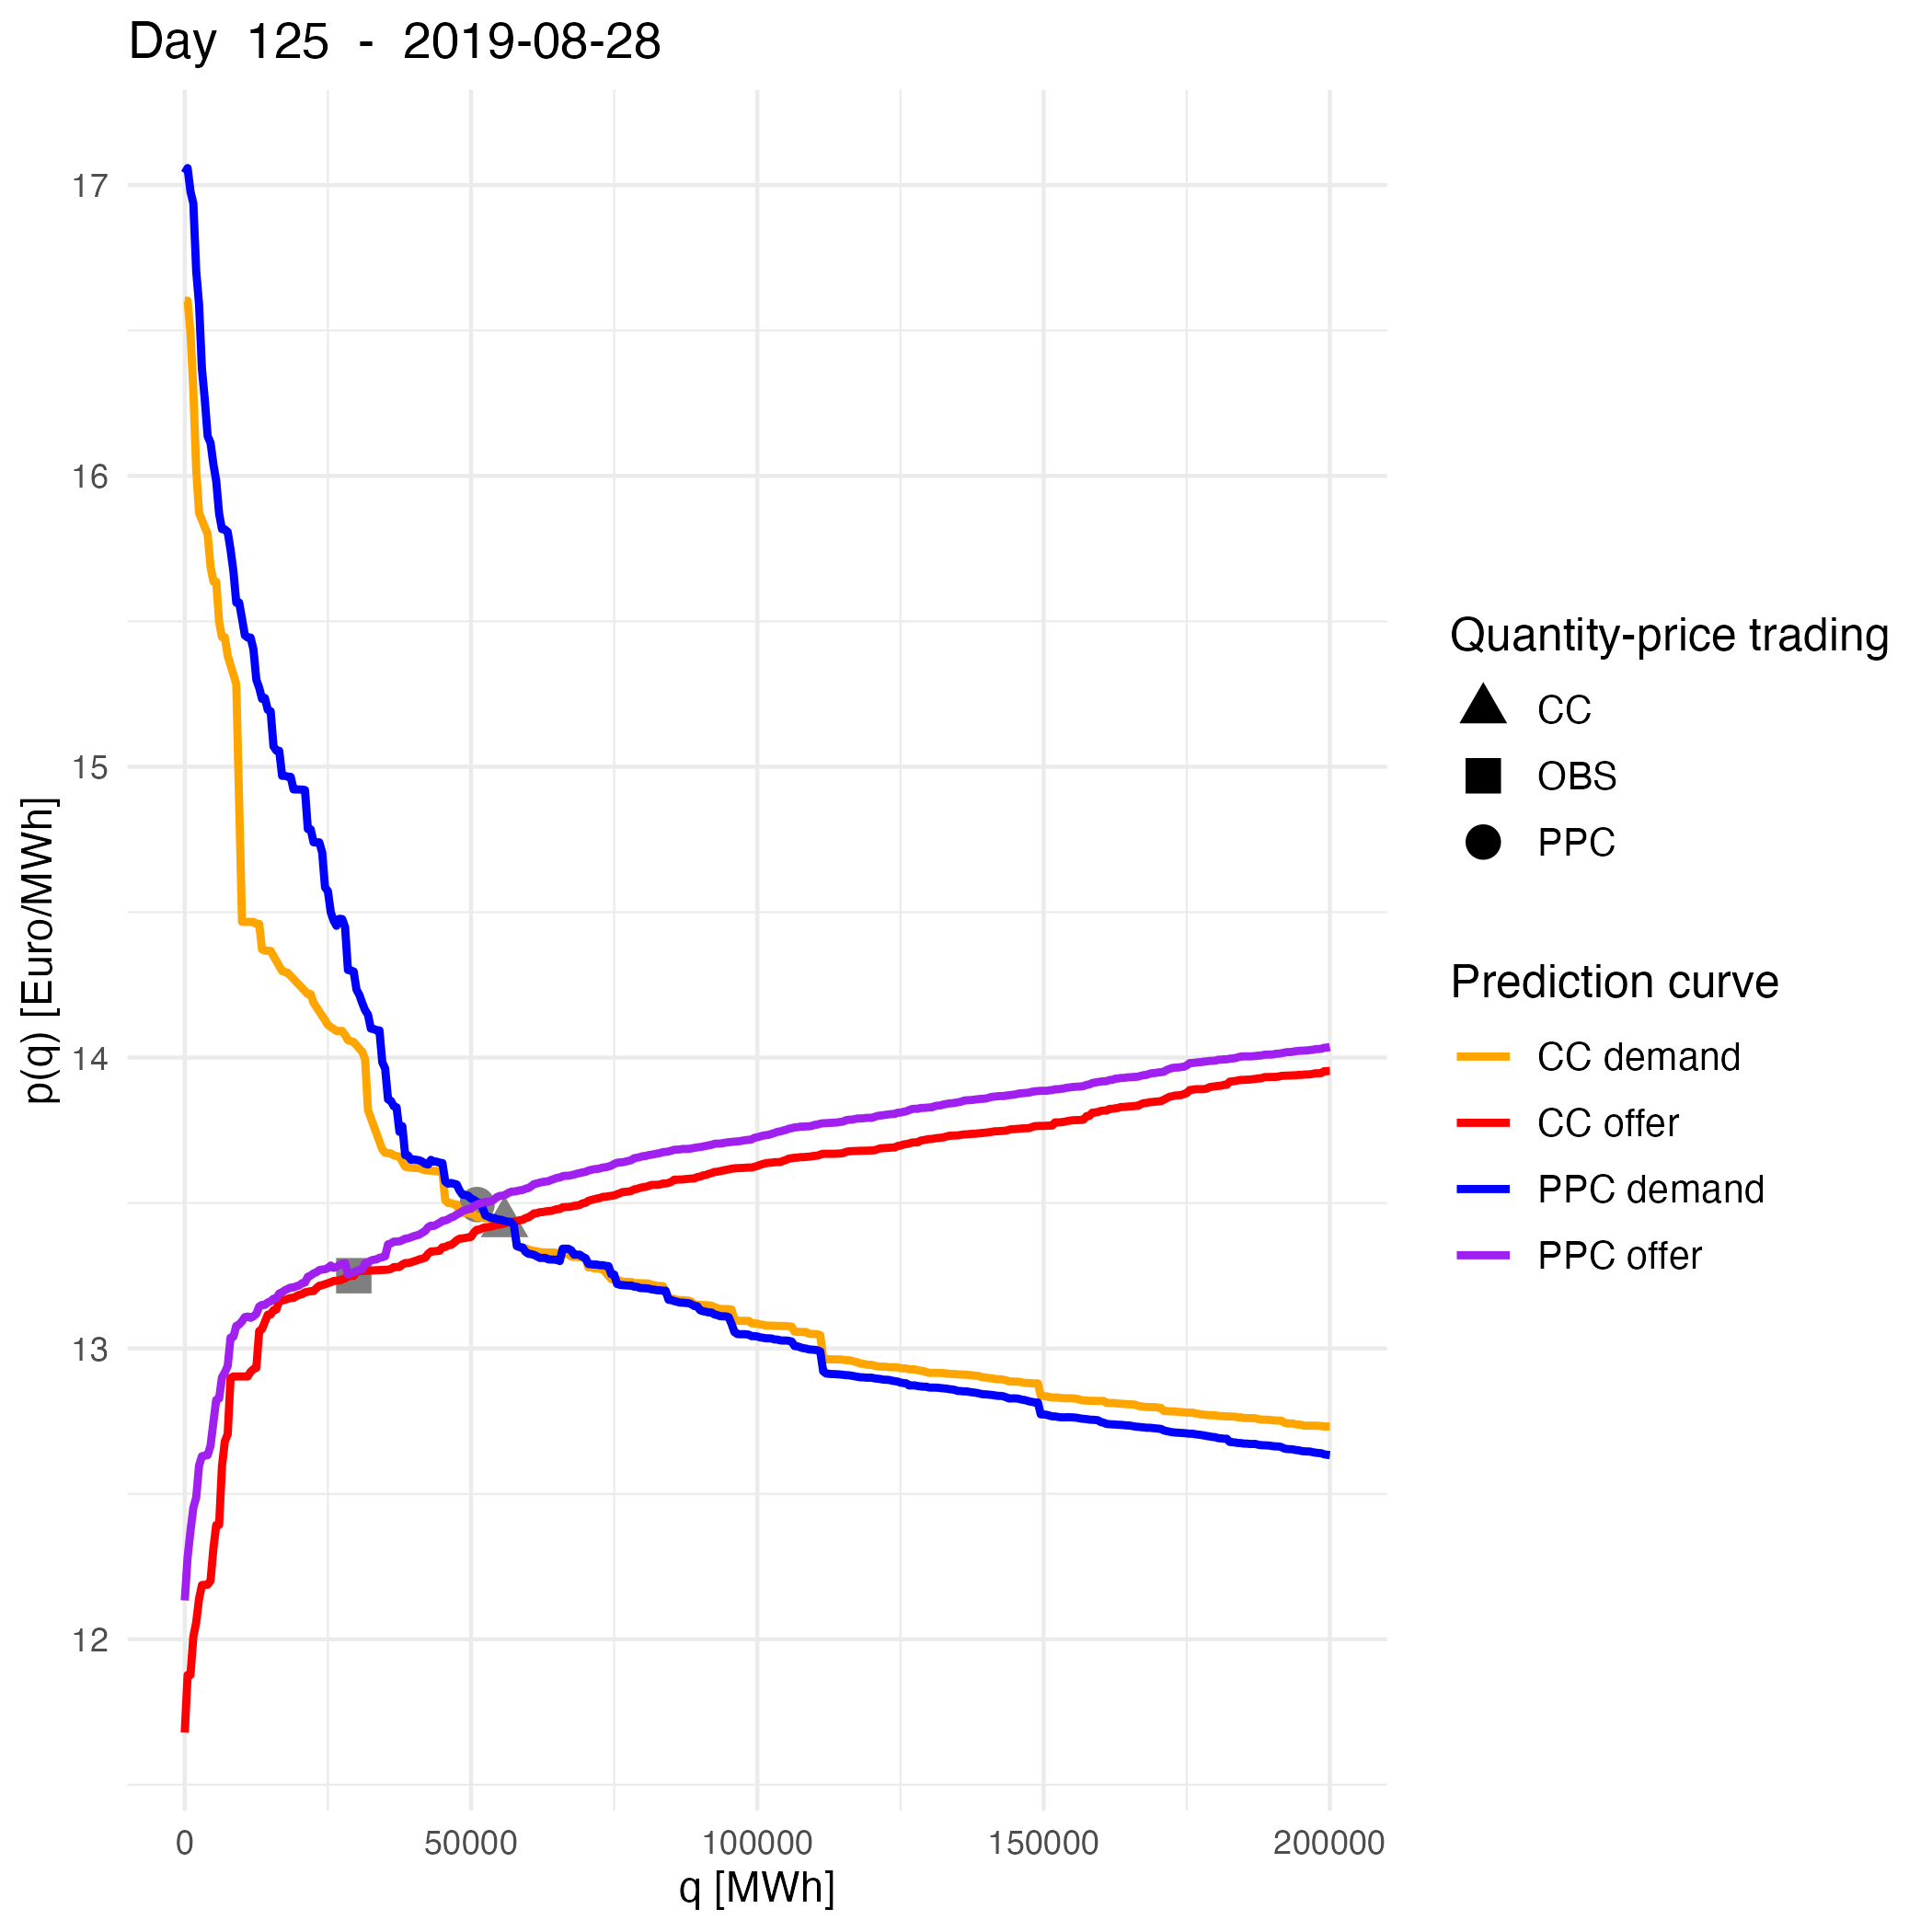 Day 125 - 2019-08-28
p(q) [Euro/MWh]
17
16
15
14
13
12
0
50000
100000
150000
200000
q [MWh]
Quantity-price trading
CC
OBS
PPC
Prediction curve
CC demand
CC offer
PPC demand
PPC offer